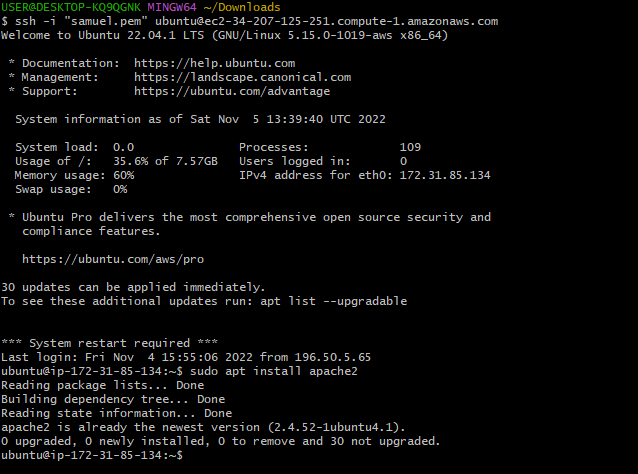 USER@DESKTOP-KQ9QGNK MINGW64 ~/Downloads
$ ssh -i "samuel.pem" ubuntu@ec2-34-207-125-251.compute-1.amazonaws.com
Welcome to Ubuntu 22.04.1 LTS (GNU/Linux 5.15.0-1019-aws x86_64)
* Documentation:  https://help.ubuntu.com
* Management:     https://landscape.canonical.com
* Support:        https://ubuntu.com/advantage
System information as of Sat Nov  5 13:39:40 UTC 2022
System load:  0.0                Processes:             109
Usage of /:   35.6% of 7.57GB   Users logged in:       0
Memory usage: 60%                IPv4 address for eth0: 172.31.85.134
Swap usage:   0%
* Ubuntu Pro delivers the most comprehensive open source security and
compliance features.
https://ubuntu.com/aws/pro
30 updates can be applied immediately.
To see these additional updates run: apt list --upgradable
*** System restart required ***
Last login: Fri Nov  4 15:55:06 2022 from 196.50.5.65
ubuntu@ip-172-31-85-134:~$ sudo apt install apache2
Reading package lists... Done
Building dependency tree... Done
Reading state information... Done
apache2 is already the newest version (2.4.52-1ubuntu4.1).
0 upgraded, 0 newly installed, 0 to remove and 30 not upgraded.
ubuntu@ip-172-31-85-134:~$